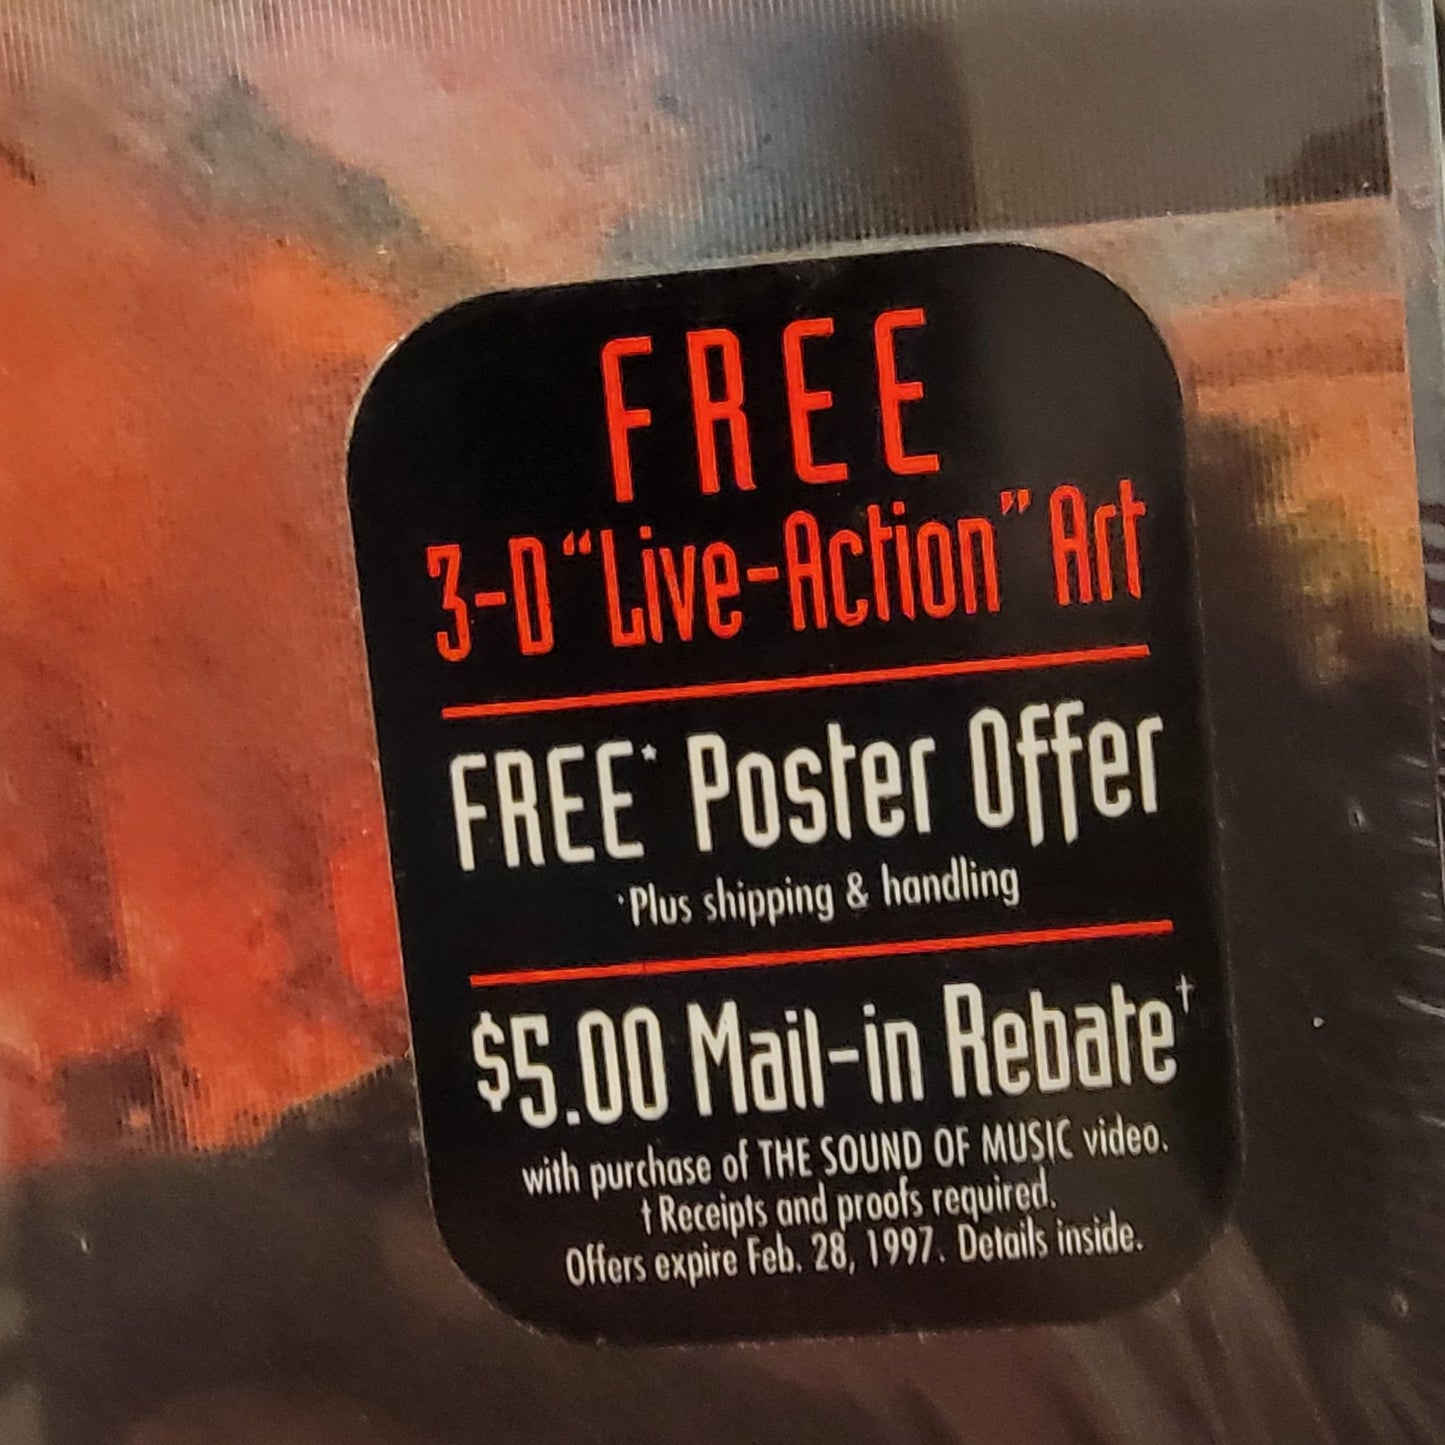 FREE
3-D “Live-Action” Art
FREE* Poster Offer
*Plus shipping & handling
$5.00 Mail-in Rebate†
with purchase of THE SOUND OF MUSIC video.
† Receipts and proofs required.
Offers expire Feb. 28, 1997. Details inside.